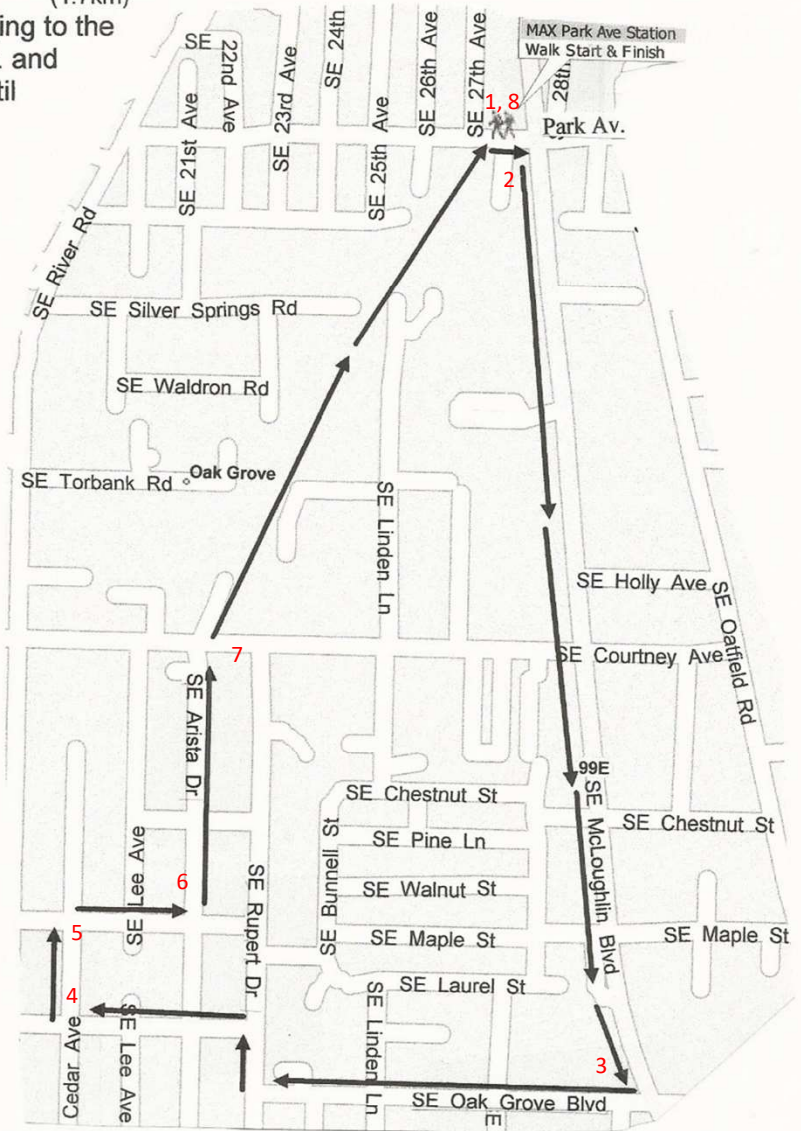 (1.7km)
ing to the
and
til
MAX Park Ave Station
Walk Start & Finish
SE
22nd Ave
SE 24th
SE 23rd Ave
SE 21st Ave
SE 25th Ave
SE 26th Ave
SE 27th Ave
28th
1, 8
Park Av.
2
SE River Rd
SE Silver Springs Rd
SE Waldron Rd
Oak Grove
SE Torbank Rd
SE Linden Ln
SE Holly Ave
SE Oatfield Rd
SE Courtney Ave
7
SE Arista Dr
99E
SE McLoughlin Blvd
SE Chestnut St
SE Chestnut St
SE Pine Ln
SE Bunnell St
SE Walnut St
SE Maple St
SE Maple St
SE Laurel St
6
SE Lee Ave
SE Rupert Dr
5
4
Cedar Ave
SE Lee Ave
SE Linden Ln
3
SE Oak Grove Blvd
E